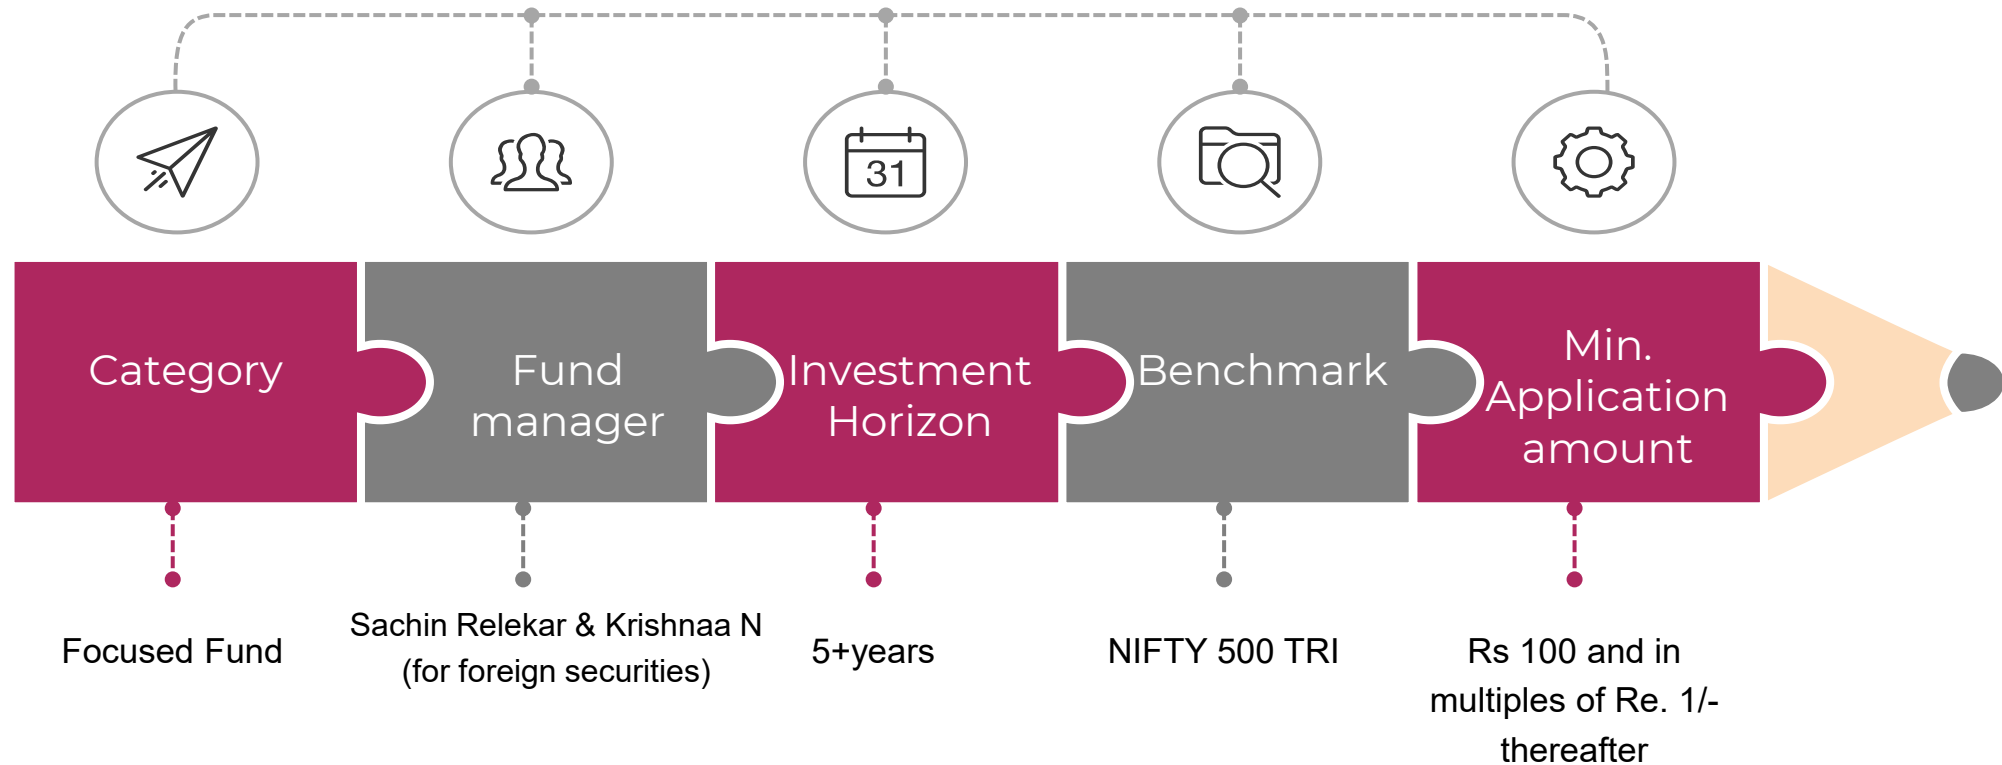 31
Category
Fund
manager
Investment
Horizon
Benchmark
Min.
Application
amount
Focused Fund
Sachin Relekar & Krishnaa N
(for foreign securities)
5+years
NIFTY 500 TRI
Rs 100 and in
multiples of Re. 1/-
thereafter